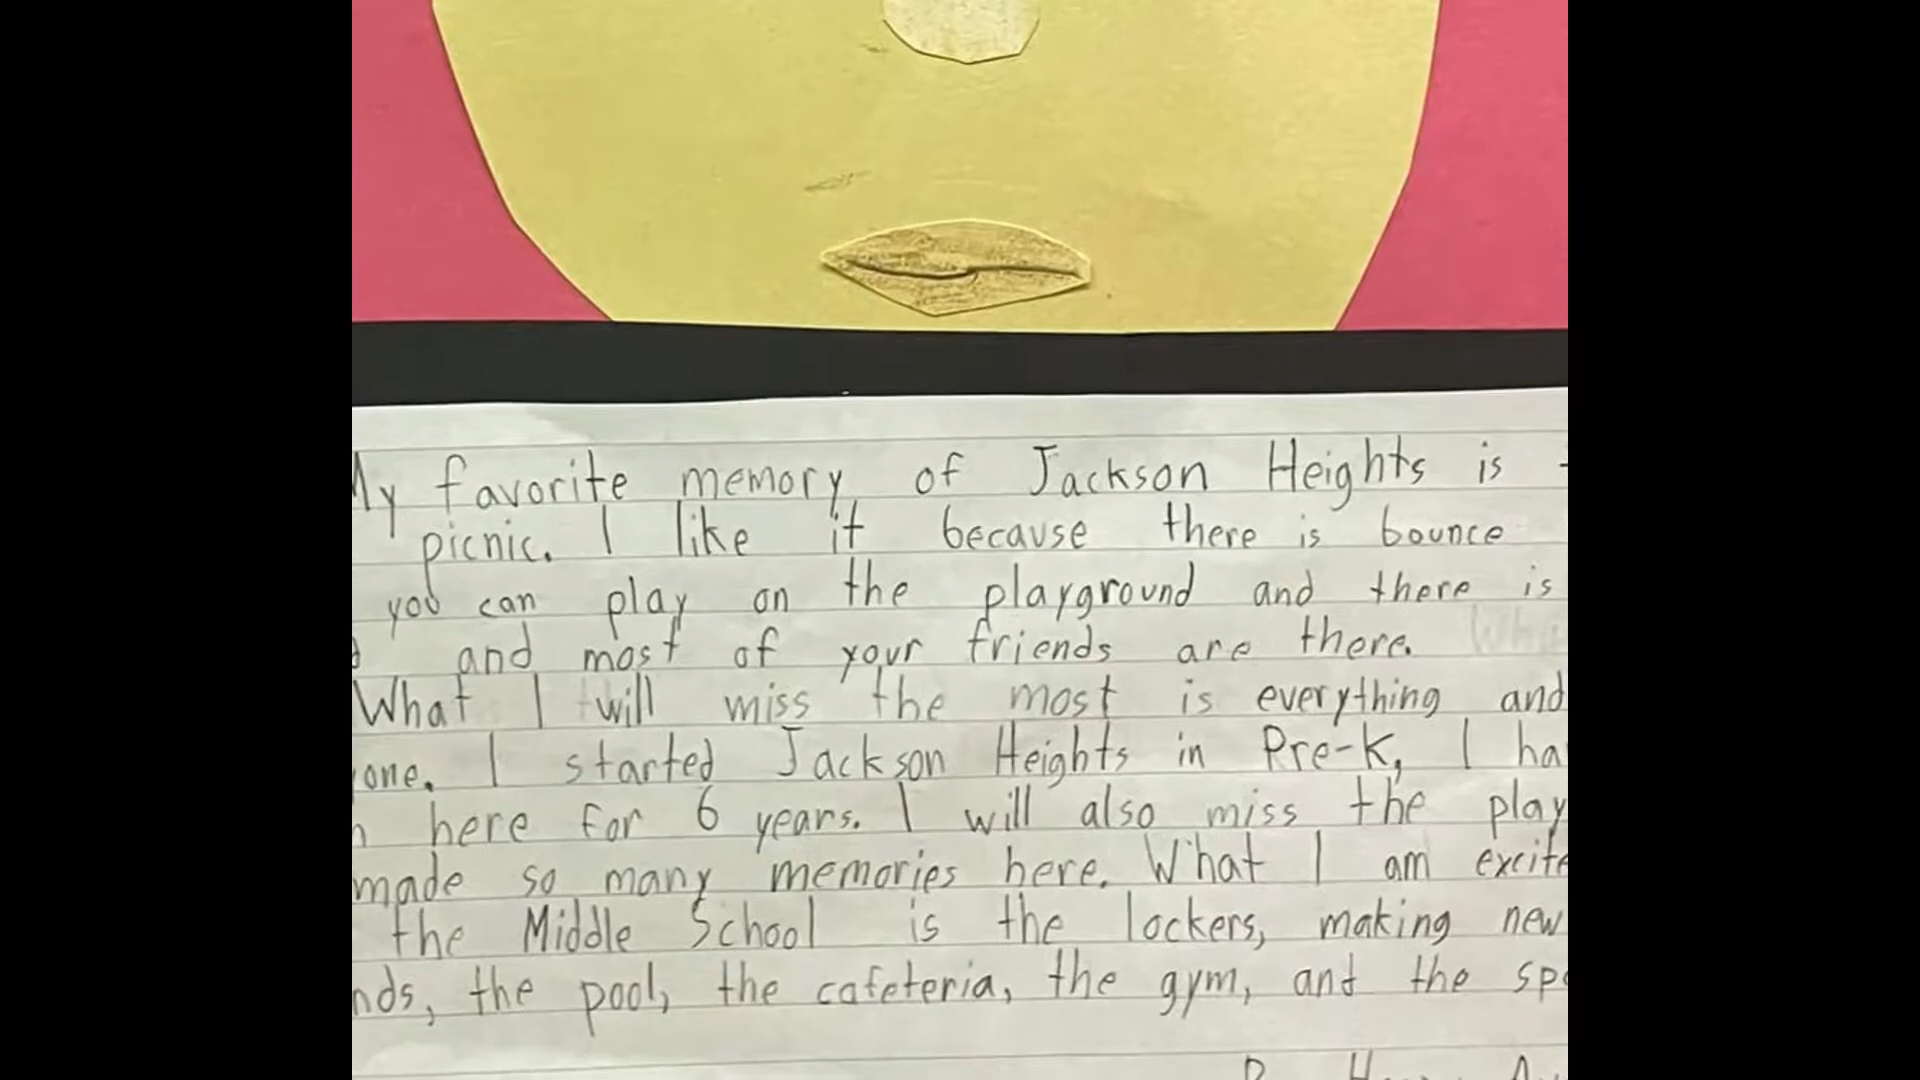 My favorite memory of Jackson Heights is
picnic. I like it because there is bounce
you can play on the playground and there is
and most of your friends are there.
What I will miss the most is everything and
one. I started Jackson Heights in Pre-K, I ha
here for 6 years. I will also miss the play
made so many memories here. What I am excite
the Middle School is the lockers, making new
nds, the pool, the cafeteria, the gym, and the spo